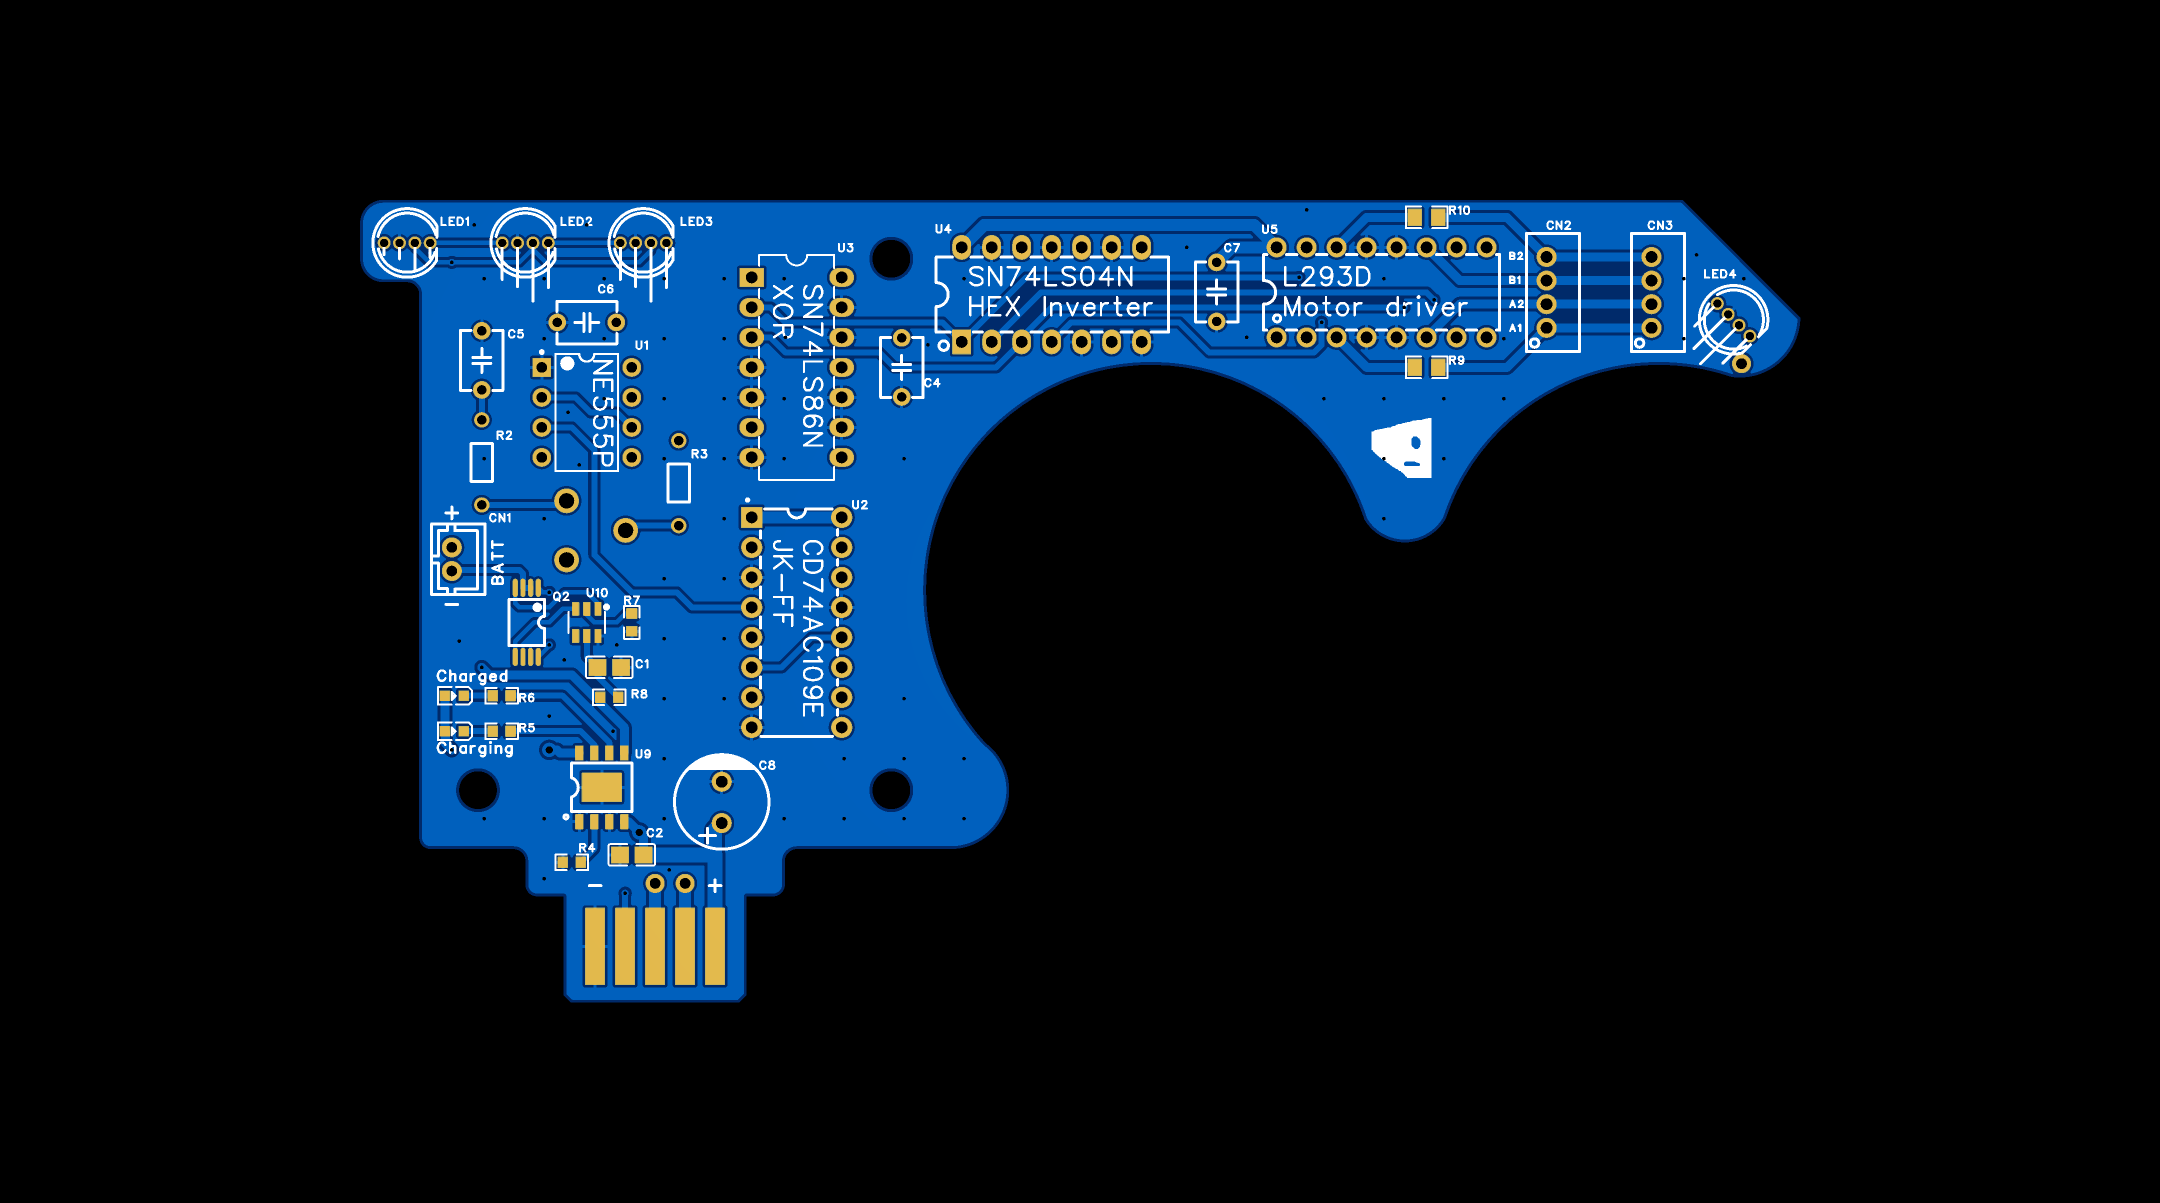 LED1
LED2
LED3
U3
U4
SN74LS04N
HEX Inverter
C7
U5
L293D
Motor driver
R10
R9
CN2
B2
B1
A2
A1
CN3
LED4
C6
C5
U1
NE555P
SN74LS86N
XOR
C4
R2
R3
CN1
+
BATT
−
U2
CD74AC109E
JK-FF
Q2
U10
R7
C1
R8
Charged
R6
R5
Charging
U9
C8
+
C2
R4
−
+